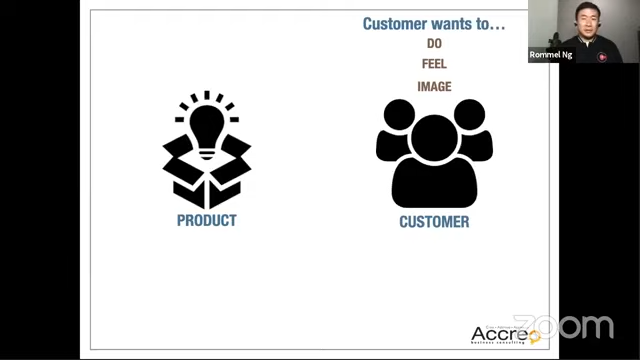 Customer wants to…
DO
FEEL
IMAGE
Rommel Ng
PRODUCT
CUSTOMER
Accre
business consulting
zoom